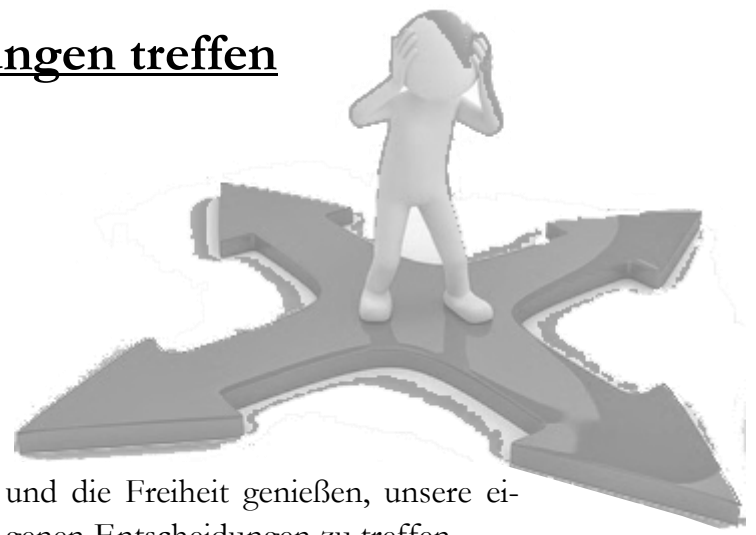 ngen treffen
und die Freiheit genießen, unsere ei-
genen Entscheidungen zu treffen